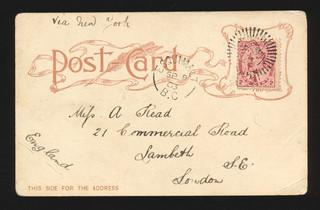 via New York
Post Card
B.C.
Miss. A Read
21 Commercial Road
Lambeth S.E.
London
England
THIS SIDE FOR THE ADDRESS